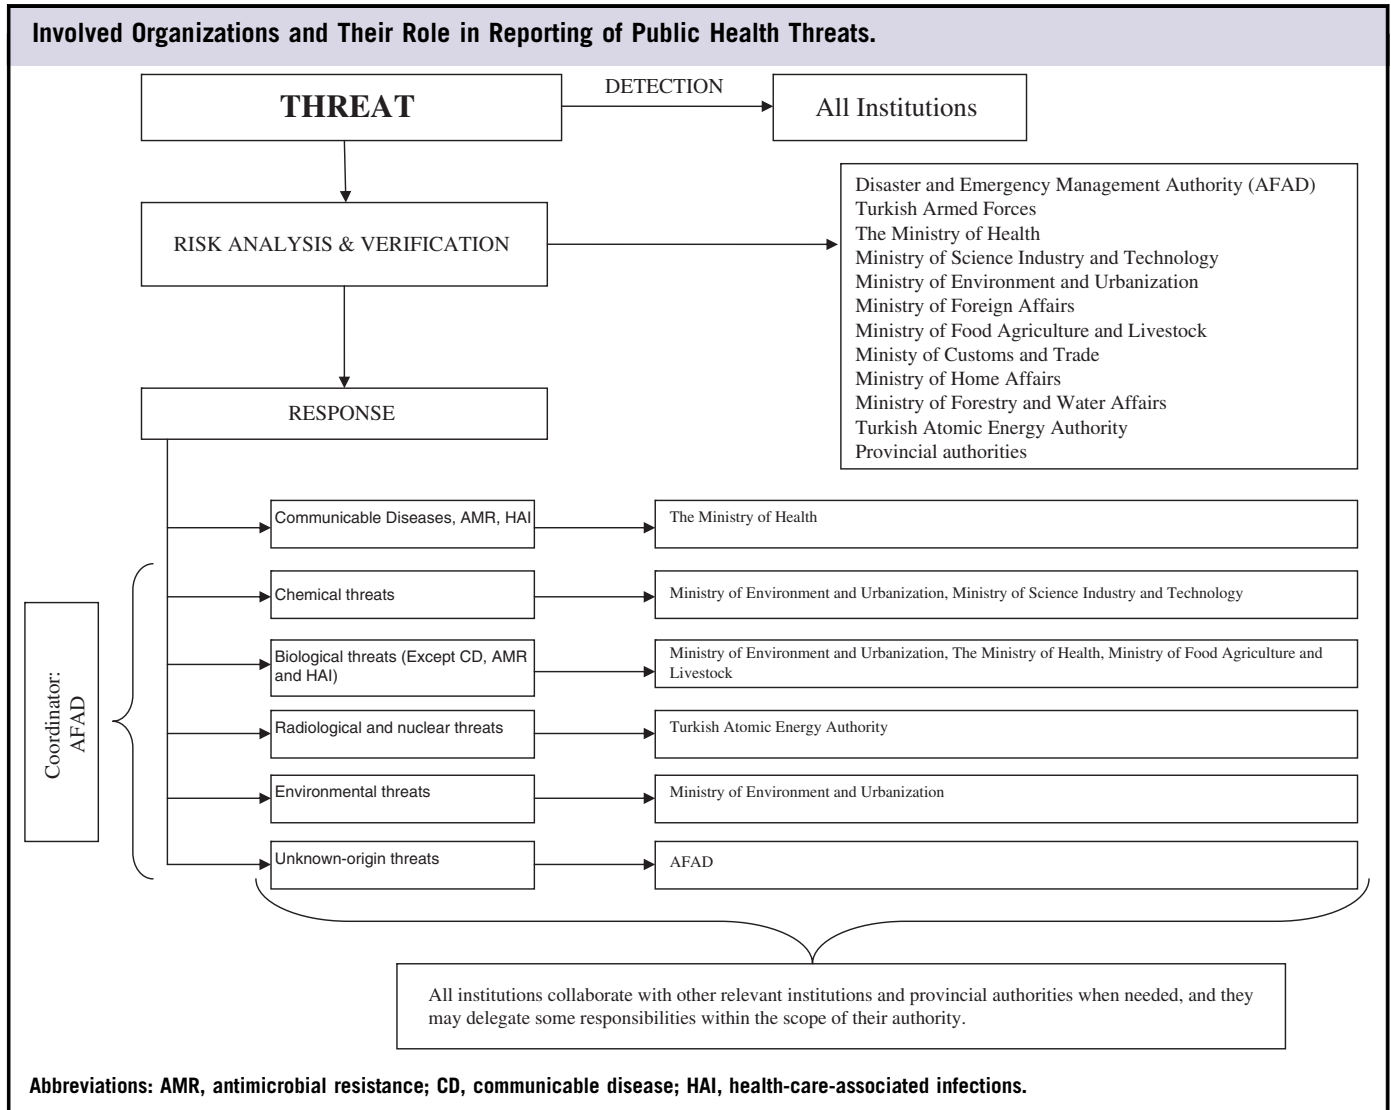 Involved Organizations and Their Role in Reporting of Public Health Threats.
THREAT
DETECTION
All Institutions
RISK ANALYSIS & VERIFICATION
Disaster and Emergency Management Authority (AFAD)
Turkish Armed Forces
The Ministry of Health
Ministry of Science Industry and Technology
Ministry of Environment and Urbanization
Ministry of Foreign Affairs
Ministry of Food Agriculture and Livestock
Ministy of Customs and Trade
Ministry of Home Affairs
Ministry of Forestry and Water Affairs
Turkish Atomic Energy Authority
Provincial authorities
RESPONSE
Communicable Diseases, AMR, HAI
The Ministry of Health
Coordinator:
AFAD
Chemical threats
Ministry of Environment and Urbanization, Ministry of Science Industry and Technology
Biological threats (Except CD, AMR
and HAI)
Ministry of Environment and Urbanization, The Ministry of Health, Ministry of Food Agriculture and
Livestock
Radiological and nuclear threats
Turkish Atomic Energy Authority
Environmental threats
Ministry of Environment and Urbanization
Unknown-origin threats
AFAD
All institutions collaborate with other relevant institutions and provincial authorities when needed, and they
may delegate some responsibilities within the scope of their authority.
Abbreviations: AMR, antimicrobial resistance; CD, communicable disease; HAI, health-care-associated infections.